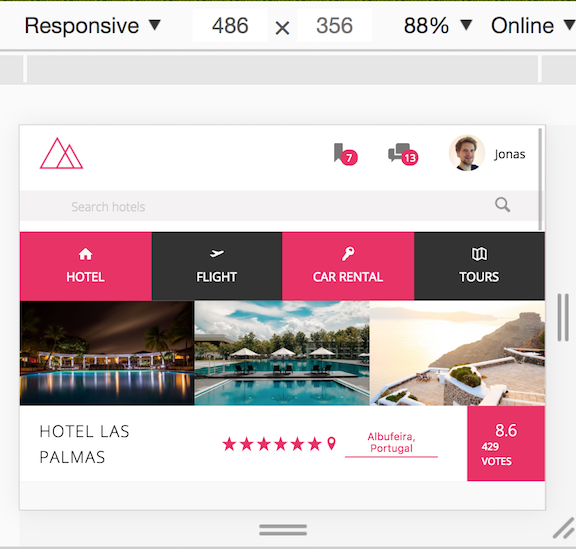 Responsive ▼ 486 × 356 88% ▼ Online ▼
7 13 Jonas
Search hotels
HOTEL FLIGHT CAR RENTAL TOURS
HOTEL LAS
PALMAS
Albufeira,
Portugal
8.6
429
VOTES